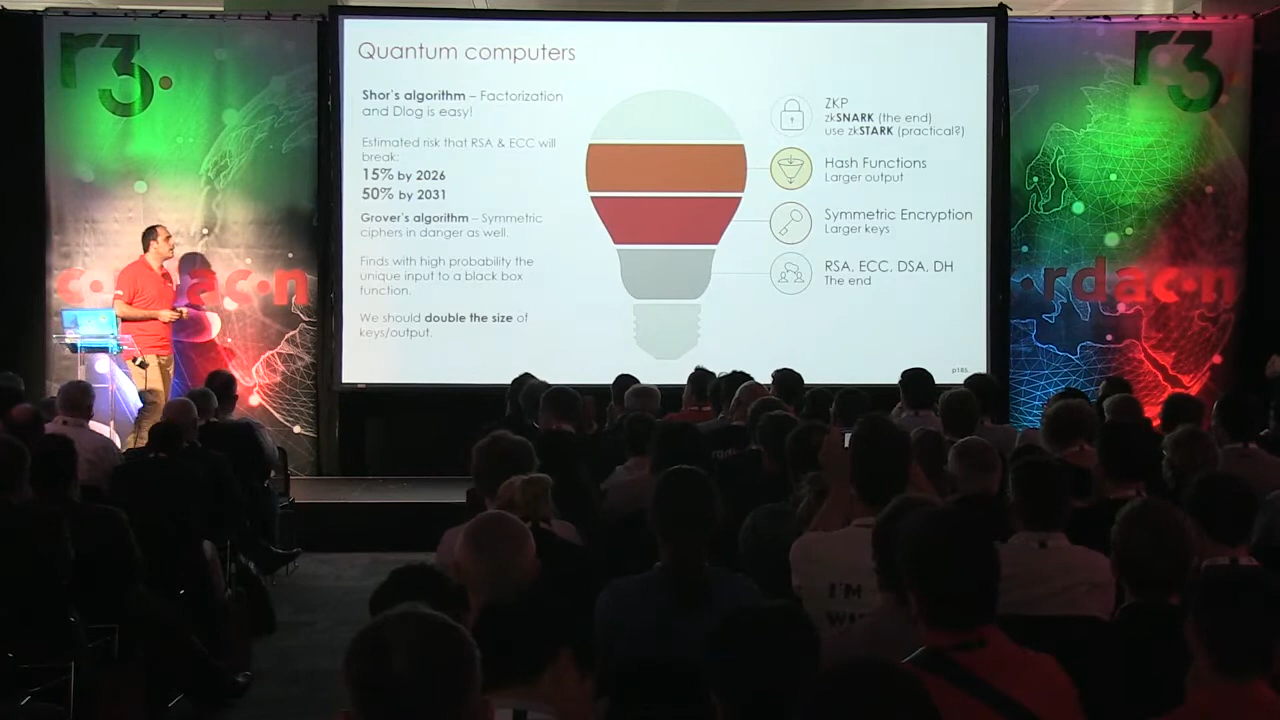 r3.
r3.
Quantum computers
Shor's algorithm – Factorization
and Dlog is easy!
Estimated risk that RSA & ECC will
break:
15% by 2026
50% by 2031
Grover's algorithm – Symmetric
ciphers in danger as well.
Finds with high probability the
unique input to a black box
function.
We should double the size of
keys/output.
ZKP
zkSNARK (the end)
use zkSTARK (practical?)
Hash Functions
Larger output
Symmetric Encryption
Larger keys
RSA, ECC, DSA, DH
The end
I'M